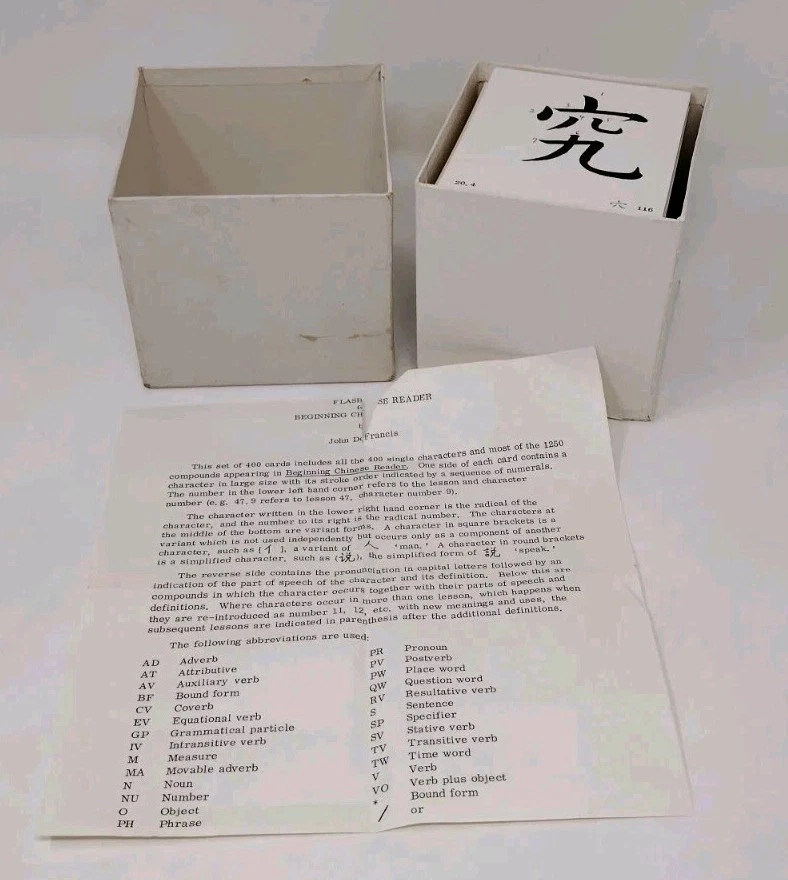 究
20.4
穴 116
FLASH SE READER
BEGINNING CH
John DeFrancis
This set of 400 cards includes all the 400 single characters and most of the 1250
compounds appearing in Beginning Chinese Reader. One side of each card contains a
character in large size with its stroke order indicated by a sequence of numerals.
The number in the lower left hand corner refers to the lesson and character
number (e.g. 47.9 refers to lesson 47, character number 9).
The character written in the lower right hand corner is the radical of the
character, and the number to its right is the radical number. The characters at
the middle of the bottom are variant forms. A character in square brackets is a
variant which is not used independently but occurs only as a component of another
character, such as [亻], a variant of 人 'man.' A character in round brackets
is a simplified character, such as (说), the simplified form of 説 'speak.'
The reverse side contains the pronunciation in capital letters followed by an
indication of the part of speech of the character and its definition. Below this are
compounds in which the character occurs together with their parts of speech and
definitions. Where characters occur in more than one lesson, which happens when
they are re-introduced as number 11, 12, etc. with new meanings and uses, the
subsequent lessons are indicated in parenthesis after the additional definitions.
The following abbreviations are used:
AD Adverb
AT Attributive
AV Auxiliary verb
BF Bound form
CV Coverb
EV Equational verb
GP Grammatical particle
IV Intransitive verb
M Measure
MA Movable adverb
N Noun
NU Number
O Object
PH Phrase
PR Pronoun
PV Postverb
PW Place word
QW Question word
RV Resultative verb
S Sentence
SP Specifier
SV Stative verb
TV Transitive verb
TW Time word
V Verb
VO Verb plus object
* Bound form
/ or